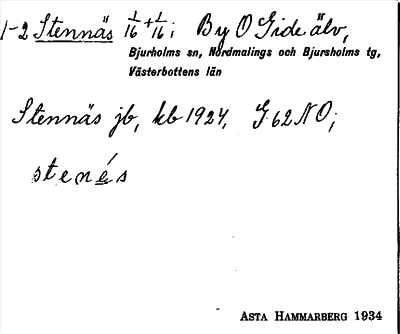 1-2 Stennäs 1/16 + 1/16; By O Gide älv,
Bjurholms sn, Nordmalings och Bjursholms tg,
Västerbottens län
Stennäs jb, kb 1924, G 62 NO;
stenés
ASTA HAMMARBERG 1934